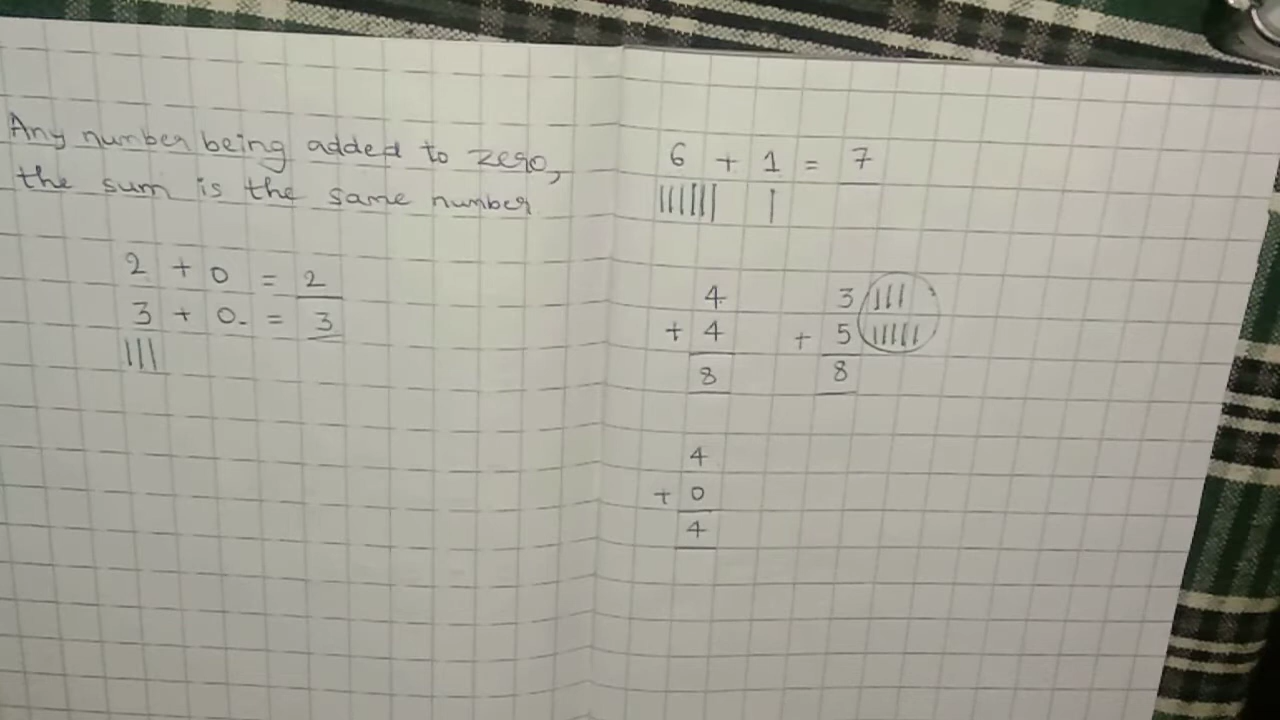 Any number being added to zero,
the sum is the same number
2 + 0 = 2
3 + 0. = 3
|||
6 + 1 = 7
|||||| |
4
+ 4
8
3 |||
+ 5 |||||
8
4
+ 0
4